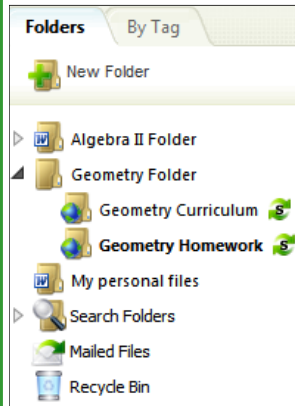 Folders By Tag
New Folder
Algebra II Folder
Geometry Folder
Geometry Curriculum
Geometry Homework
My personal files
Search Folders
Mailed Files
Recycle Bin